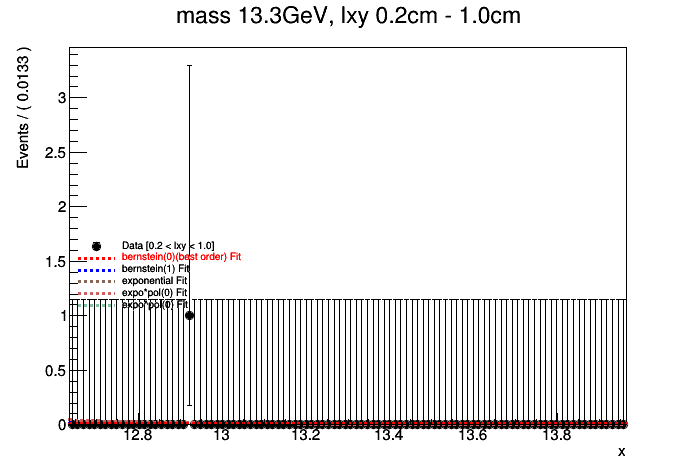 mass 13.3GeV, lxy 0.2cm - 1.0cm
Events / ( 0.0133 )
3
2.5
2
1.5
1
0.5
0
Data [0.2 < lxy < 1.0]
bernstein(0)(best order) Fit
bernstein(1) Fit
exponential Fit
expo*pol(0) Fit
expo*pol(0) Fit
12.8 13 13.2 13.4 13.6 13.8
x